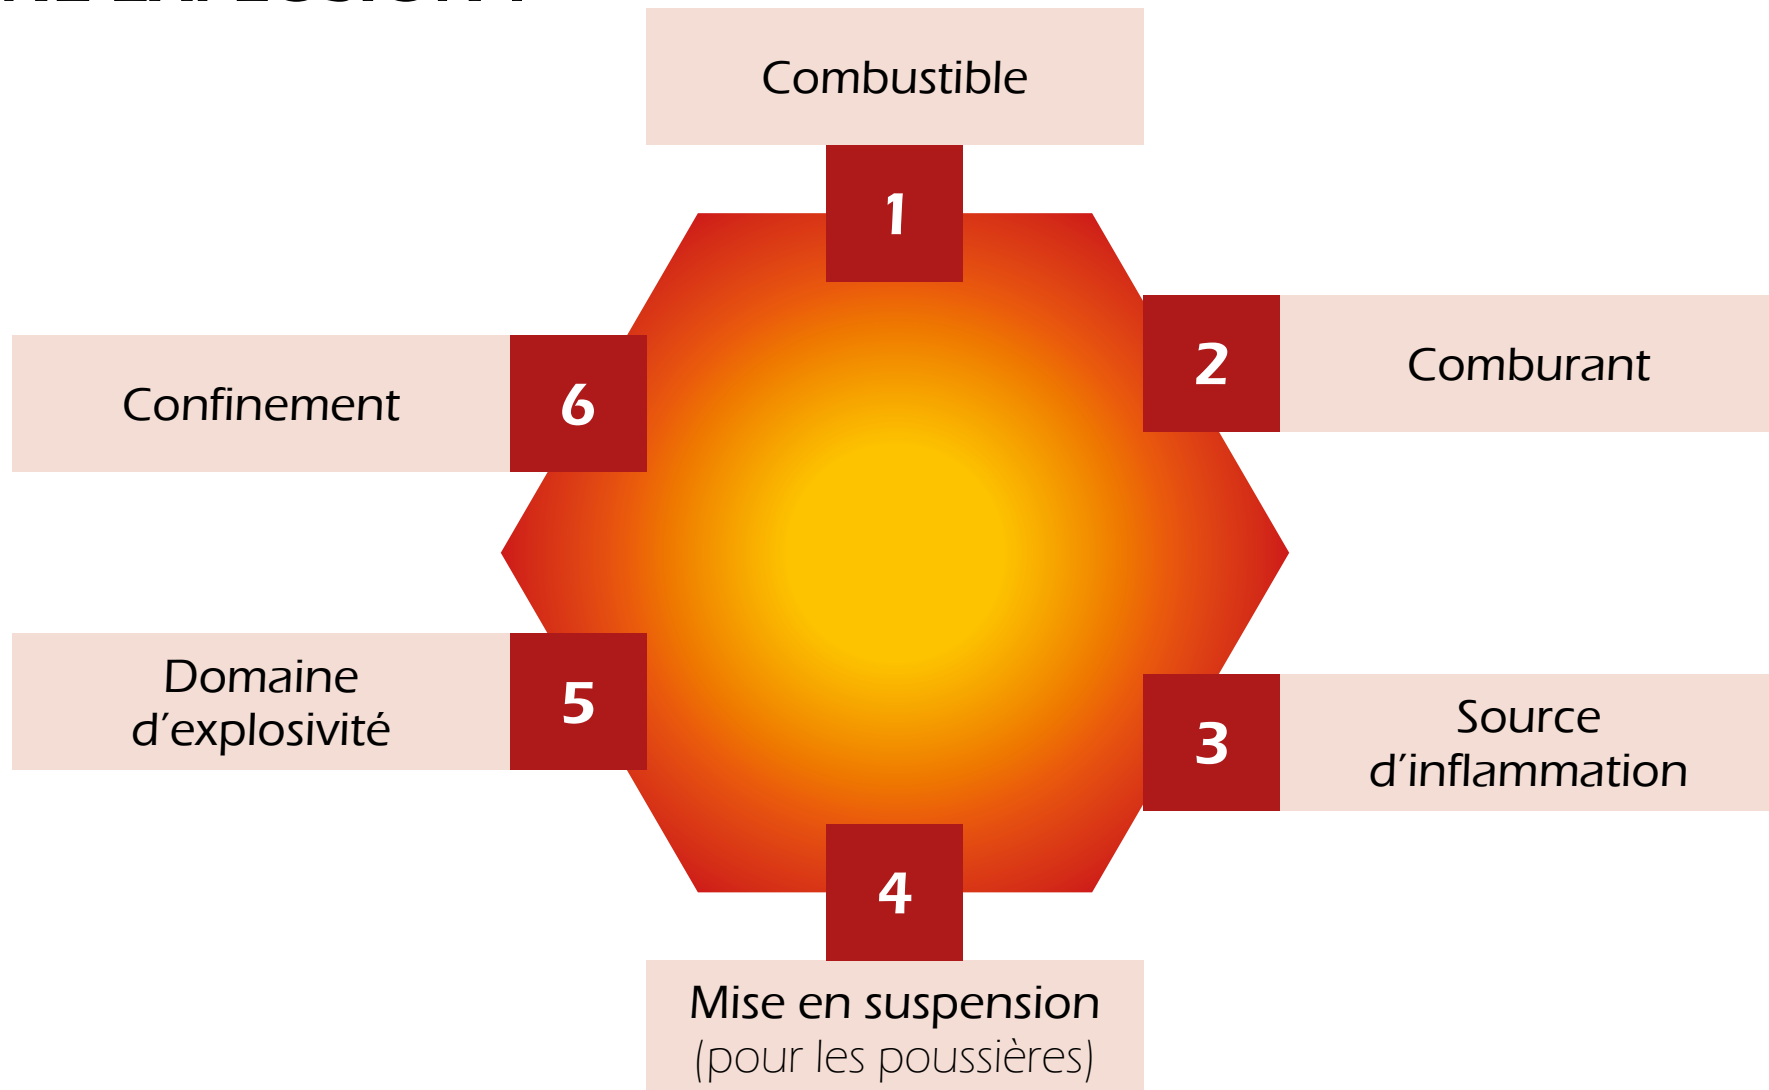 Combustible
1
2
Comburant
Confinement
6
Domaine
d'explosivité
5
3
Source
d'inflammation
4
Mise en suspension
(pour les poussières)